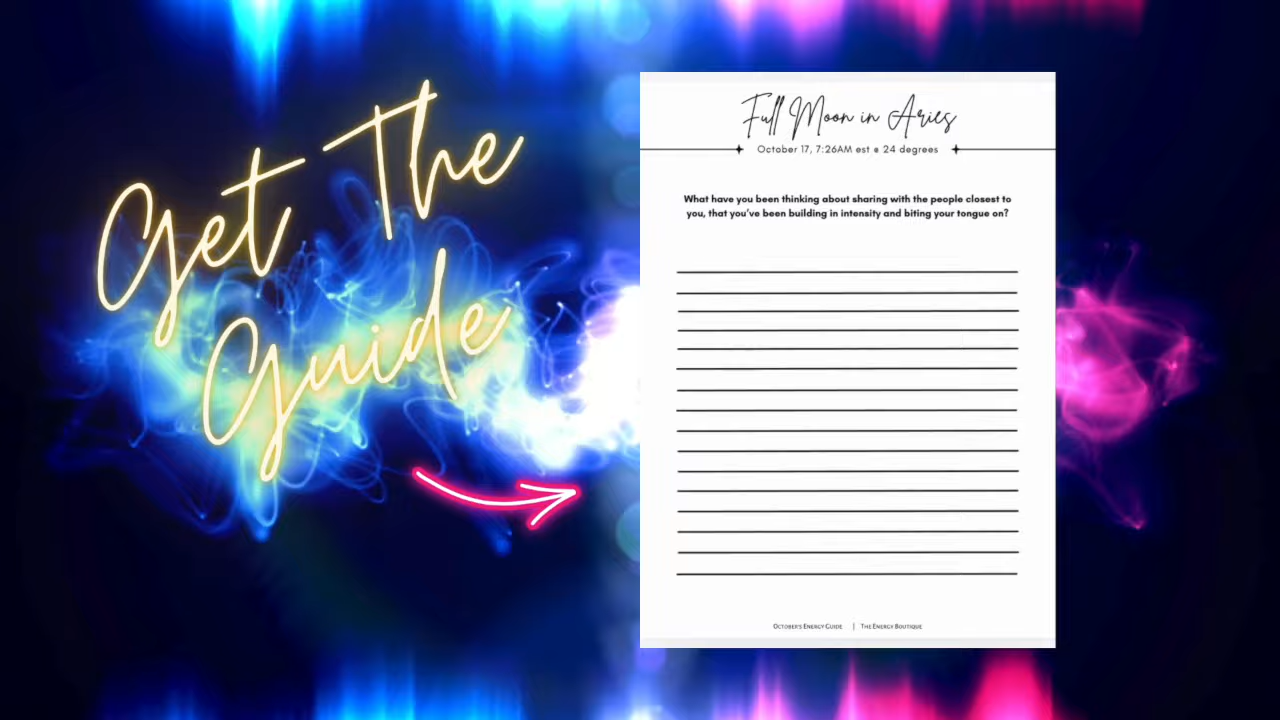 Get The
Guide
Full Moon in Aries
October 17, 7:26AM est @ 24 degrees
What have you been thinking about sharing with the people closest to
you, that you've been building in intensity and biting your tongue on?
October's Energy Guide | The Energy Boutique